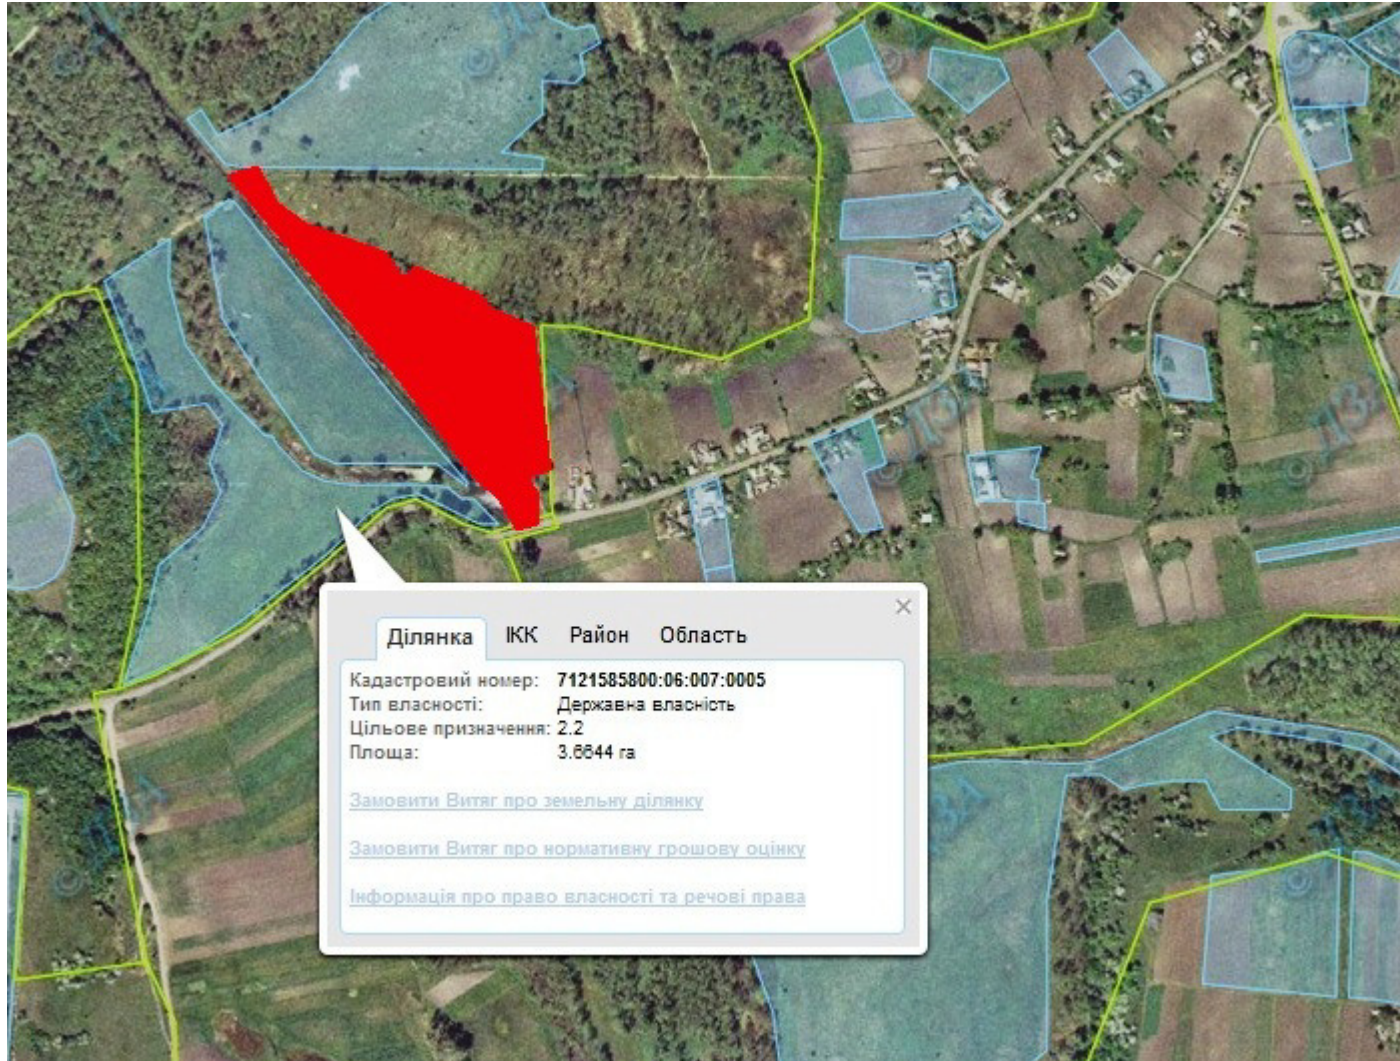 © ДЗА
Ділянка ІКК Район Область
Кадастровий номер: 7121585800:06:007:0005
Тип власності: Державна власність
Цільове призначення: 2.2
Площа: 3.6644 га
Замовити Витяг про земельну ділянку
Замовити Витяг про нормативну грошову оцінку
Інформація про право власності та речові права